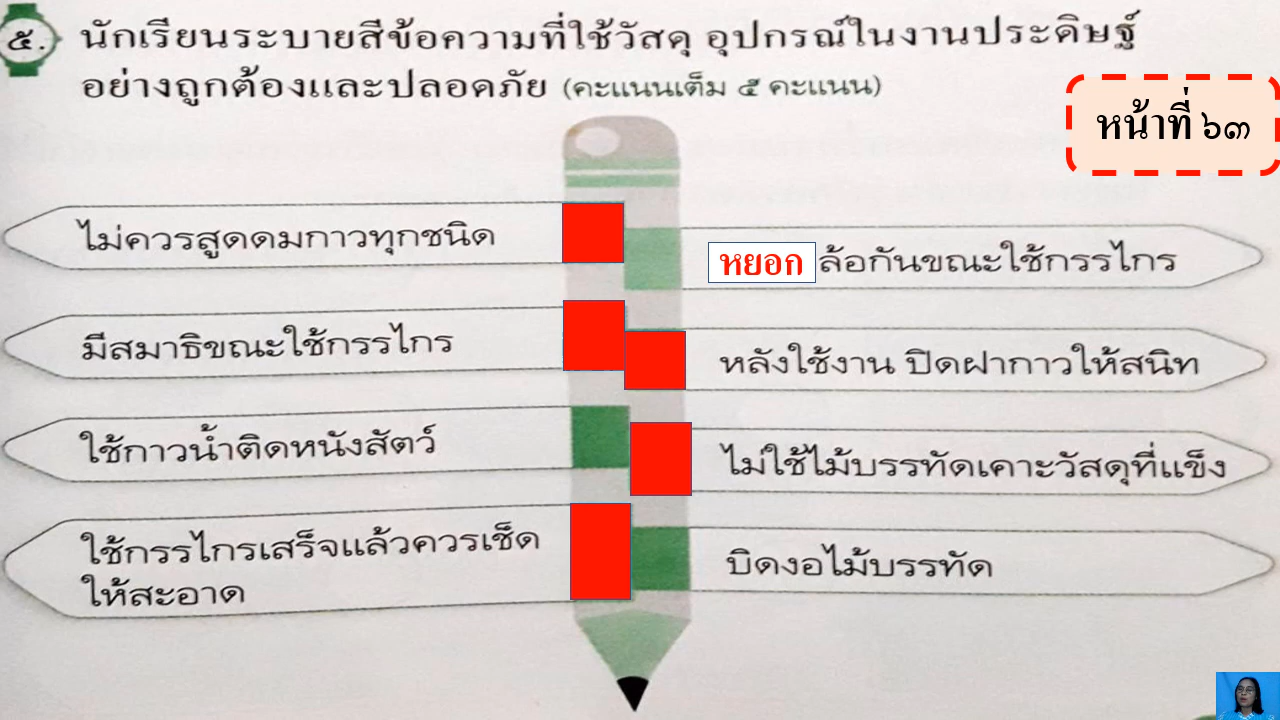 ๕. นักเรียนระบายสีข้อความที่ใช้วัสดุ อุปกรณ์ในงานประดิษฐ์
อย่างถูกต้องและปลอดภัย (คะแนนเต็ม ๕ คะแนน)
หน้าที่ ๖๓
ไม่ควรสูดดมกาวทุกชนิด
หยอกล้อกันขณะใช้กรรไกร
มีสมาธิขณะใช้กรรไกร
หลังใช้งาน ปิดฝากาวให้สนิท
ใช้กาวน้ำติดหนังสัตว์
ไม่ใช้ไม้บรรทัดเคาะวัสดุที่แข็ง
ใช้กรรไกรเสร็จแล้วควรเช็ด
ให้สะอาด
บิดงอไม้บรรทัด